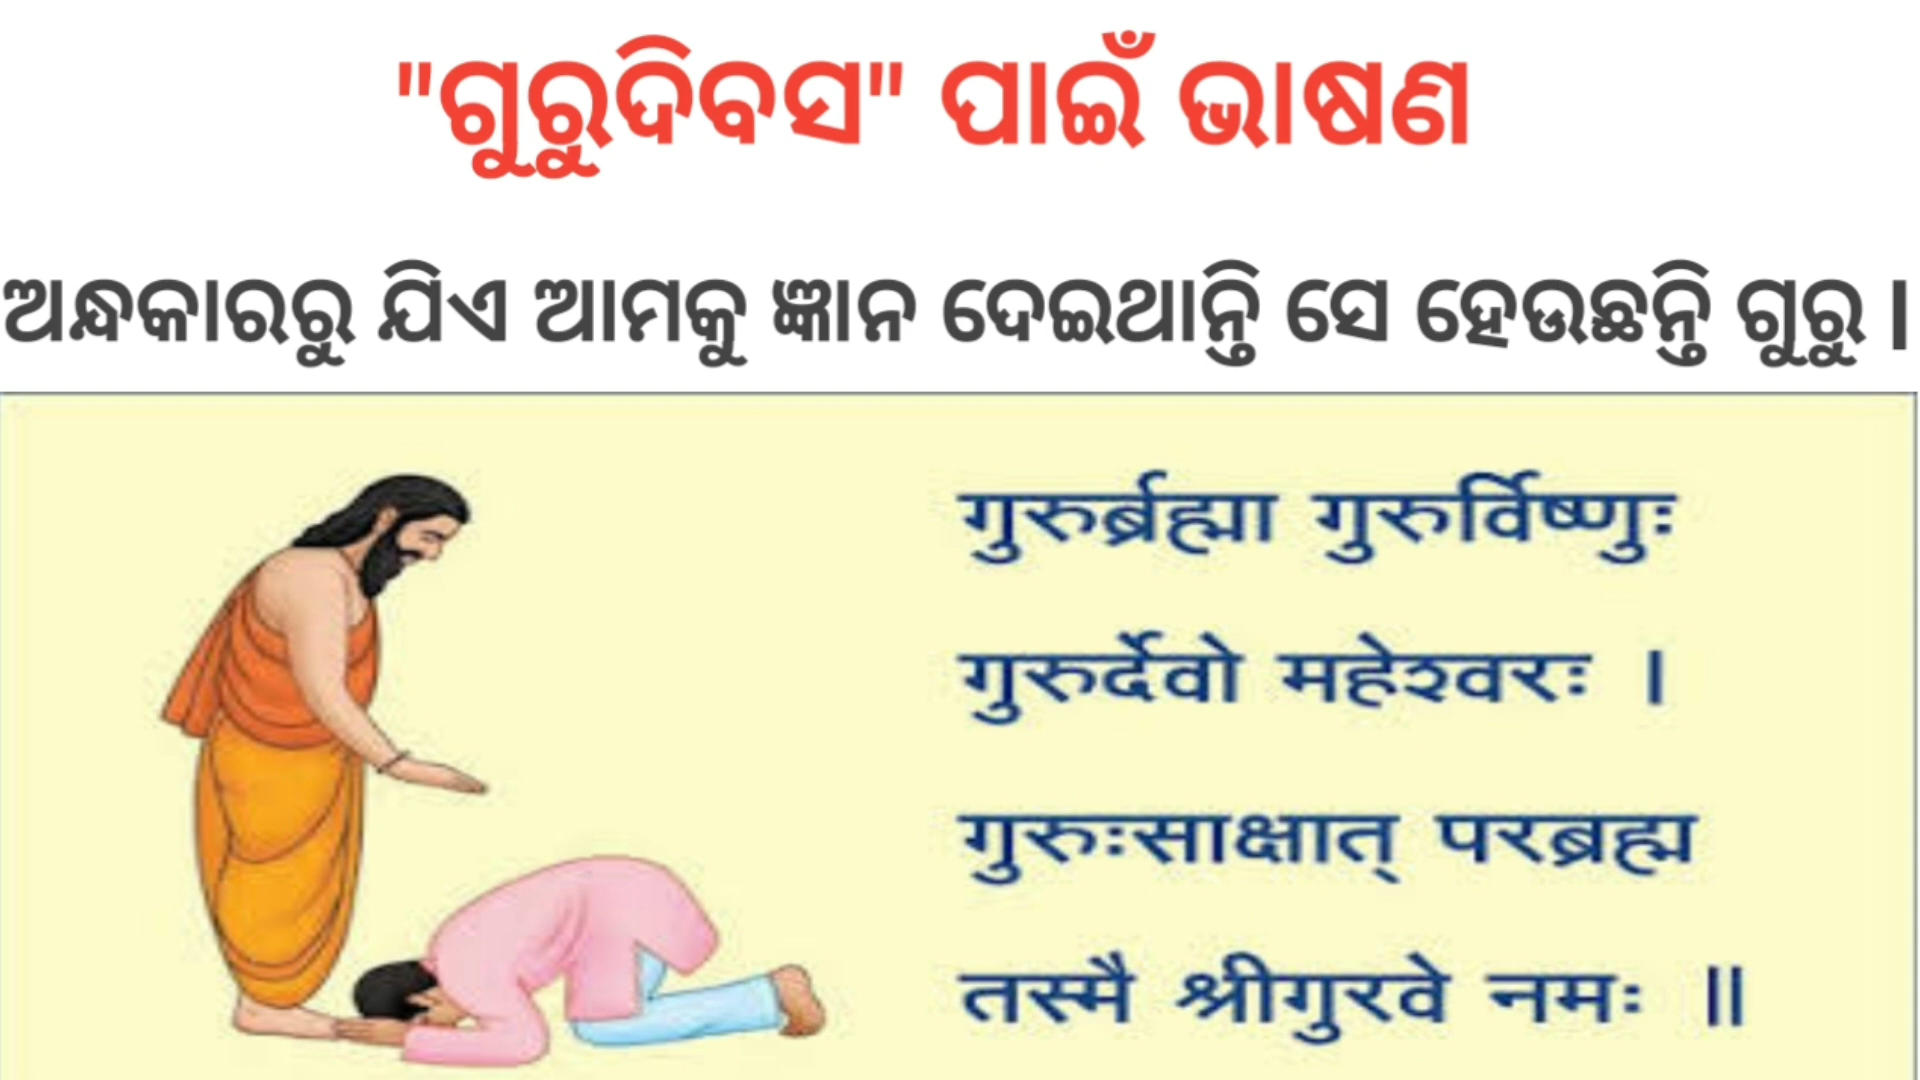 "ଗୁରୁଦିବସ" ପାଇଁ ଭାଷଣ
ଅନ୍ଧକାରରୁ ଯିଏ ଆମକୁ ଜ୍ଞାନ ଦେଇଥାନ୍ତି ସେ ହେଉଛନ୍ତି ଗୁରୁ |
गुरुर्ब्रह्मा गुरुर्विष्णुः
गुरुर्देवो महेश्वरः ।
गुरुःसाक्षात् परब्रह्म
तस्मै श्रीगुरवे नमः ॥